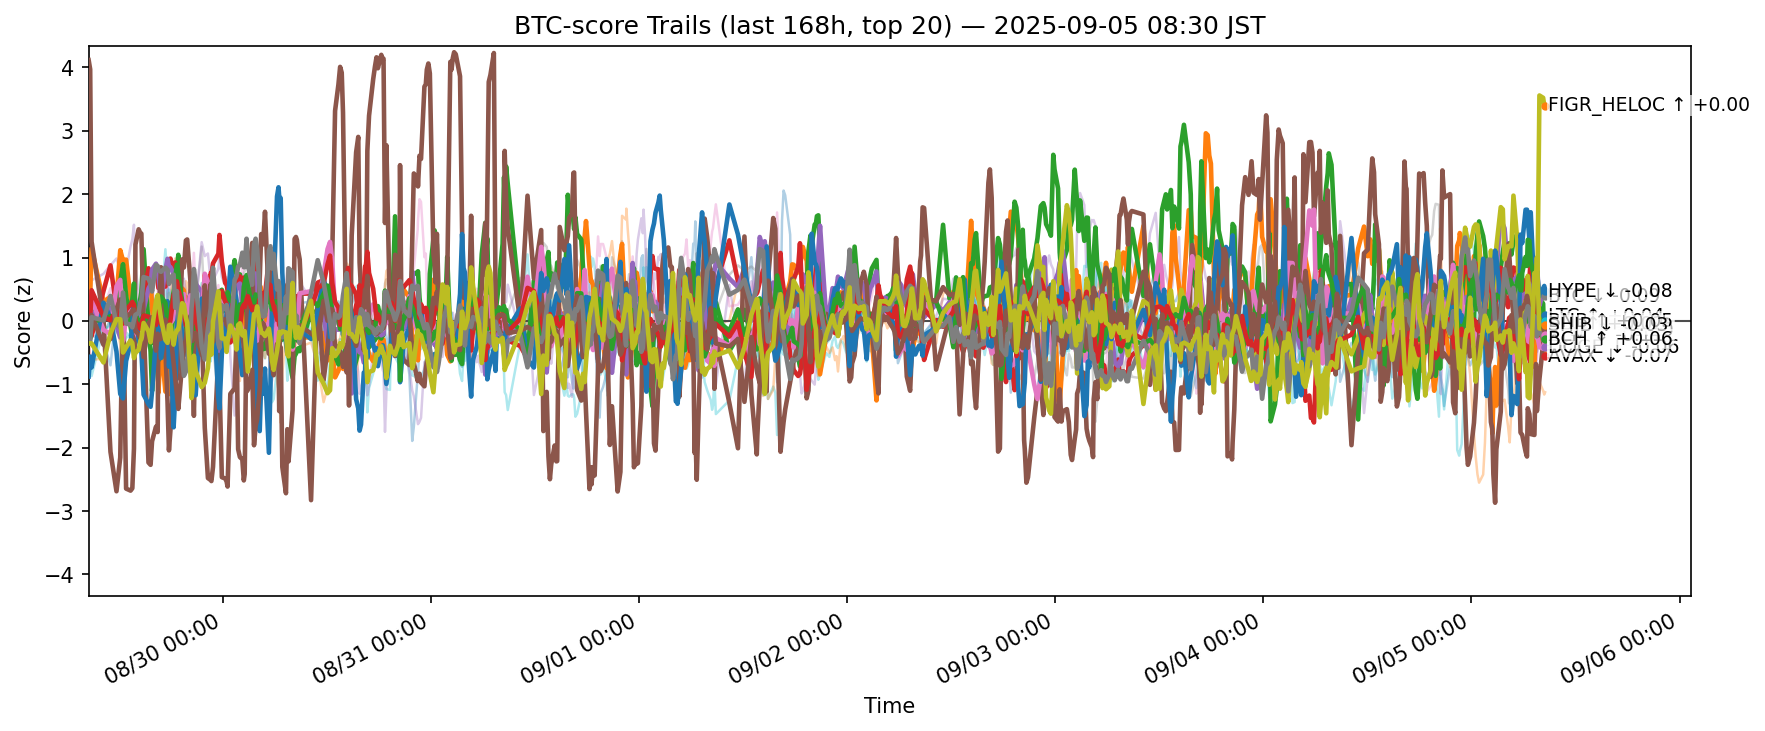 BTC-score Trails (last 168h, top 20) — 2025-09-05 08:30 JST
Score (z)
4
3
2
1
0
−1
−2
−3
−4
FIGR_HELOC ↑ +0.00
HYPE ↓ -0.08
SHIB ↓ -0.03
BCH ↑ +0.06
AVAX ↓ -0.07
08/30 00:00
08/31 00:00
09/01 00:00
09/02 00:00
09/03 00:00
09/04 00:00
09/05 00:00
09/06 00:00
Time